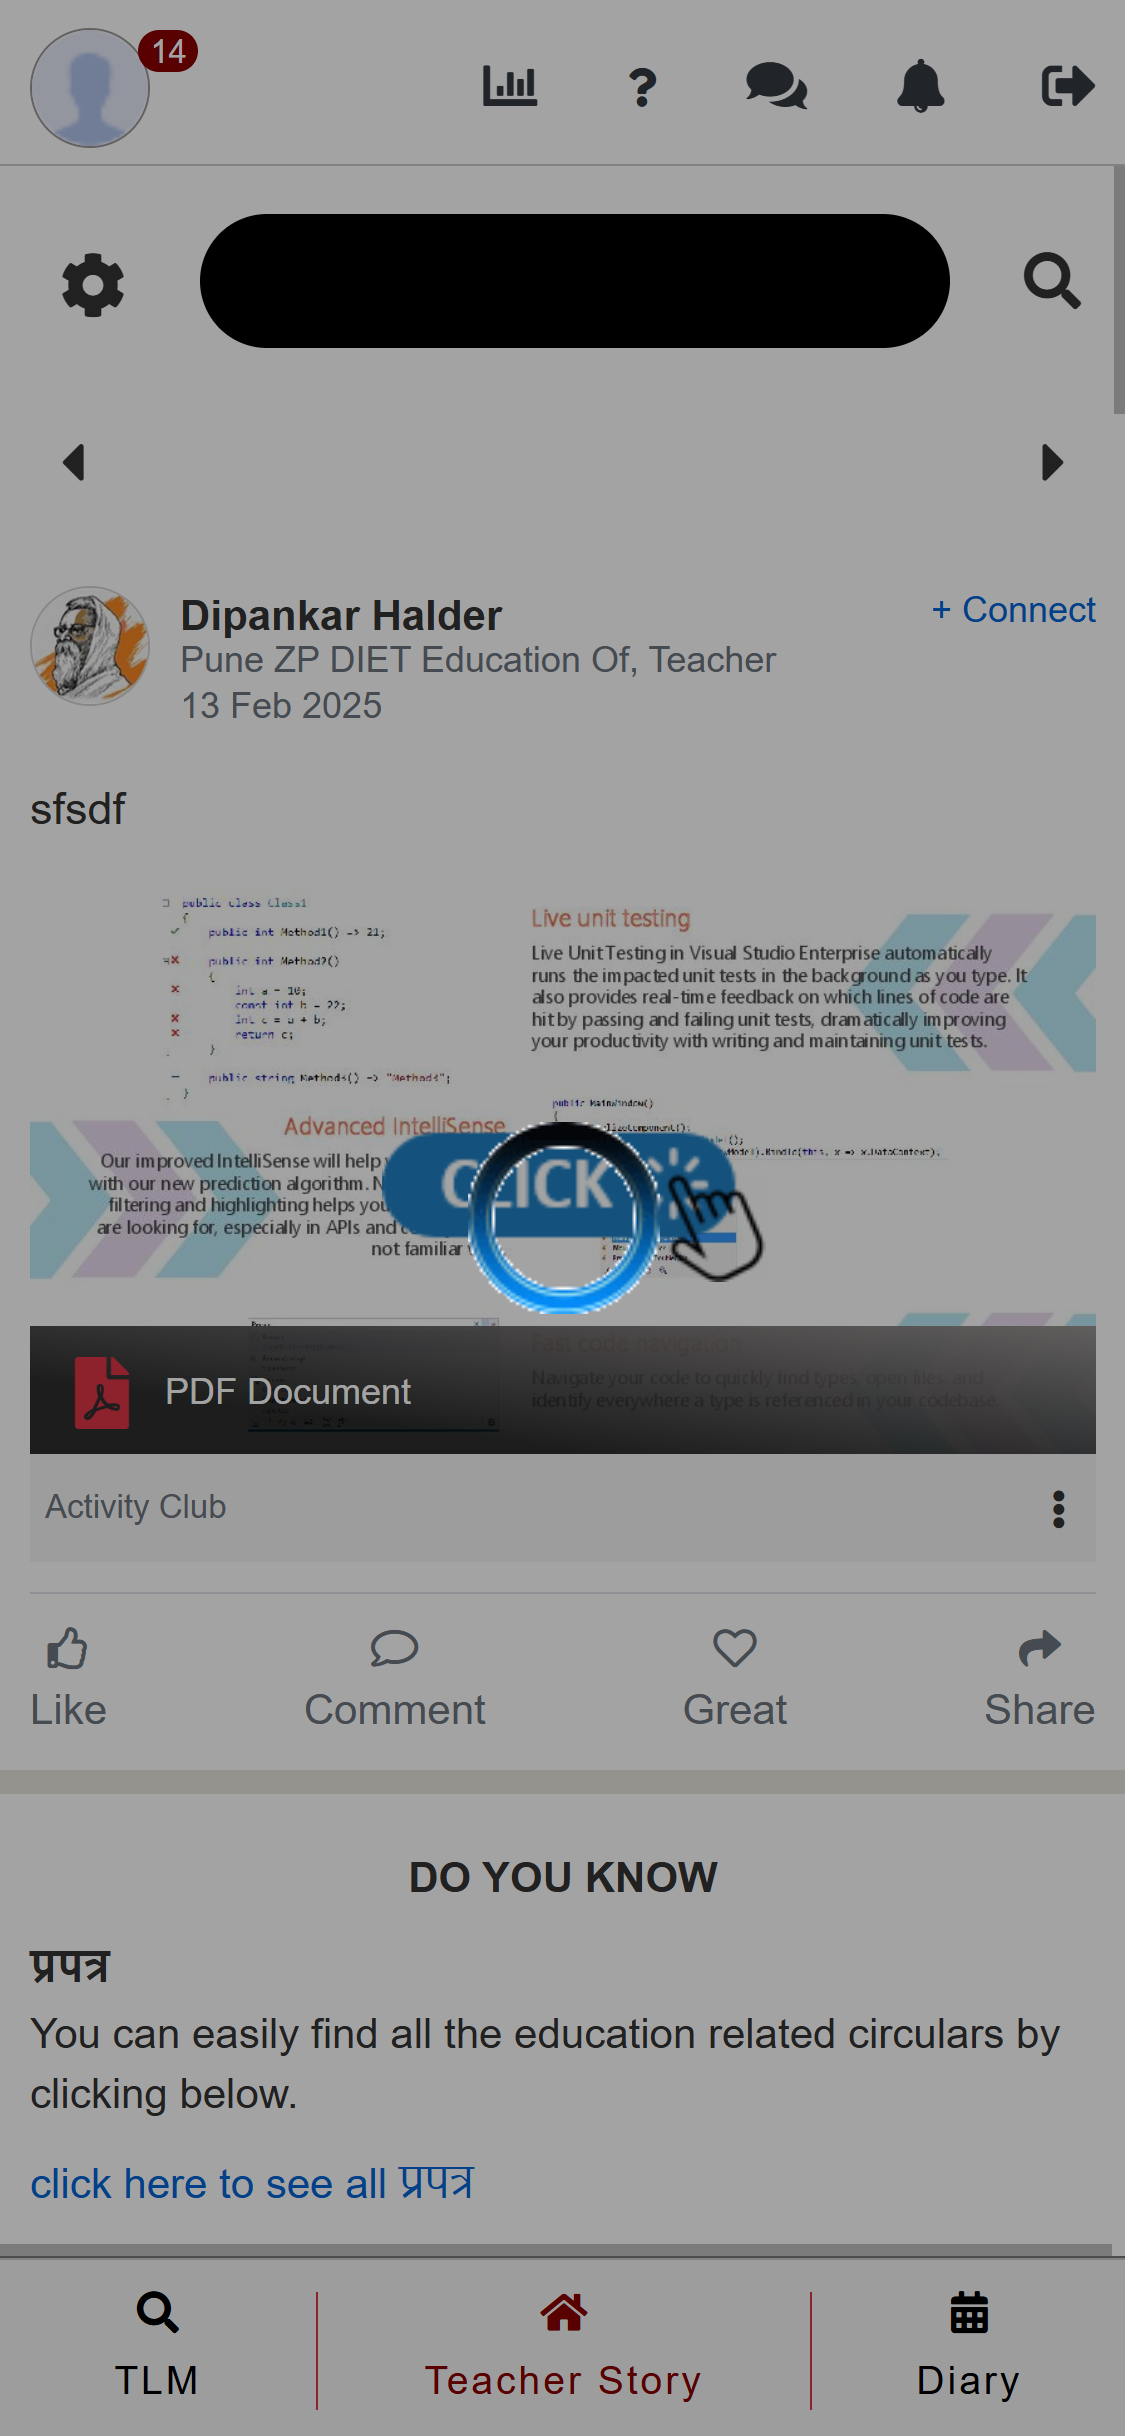 14
Dipankar Halder
+ Connect
Pune ZP DIET Education Of, Teacher
13 Feb 2025
sfsdf
public class Class1
{
public int Method1() => 21;
public int Method2()
{
int a = 10;
const int b = 22;
int c = a + b;
return c;
}
public string Method3() => "Method3";
}
Live unit testing
Live Unit Testing in Visual Studio Enterprise automatically
runs the impacted unit tests in the background as you type. It
also provides real-time feedback on which lines of code are
hit by passing and failing unit tests, dramatically improving
your productivity with writing and maintaining unit tests.
Advanced IntelliSense
Our improved IntelliSense will help
with our new prediction algorithm.
filtering and highlighting helps you
are looking for, especially in APIs and
not familiar
public MainWindow()
{
CLICK
Fast code navigation
Navigate your code to quickly find types, open files, and
identify everywhere a type is referenced in your codebase.
PDF Document
Activity Club
Like
Comment
Great
Share
DO YOU KNOW
प्रपत्र
You can easily find all the education related circulars by
clicking below.
click here to see all प्रपत्र
TLM
Teacher Story
Diary